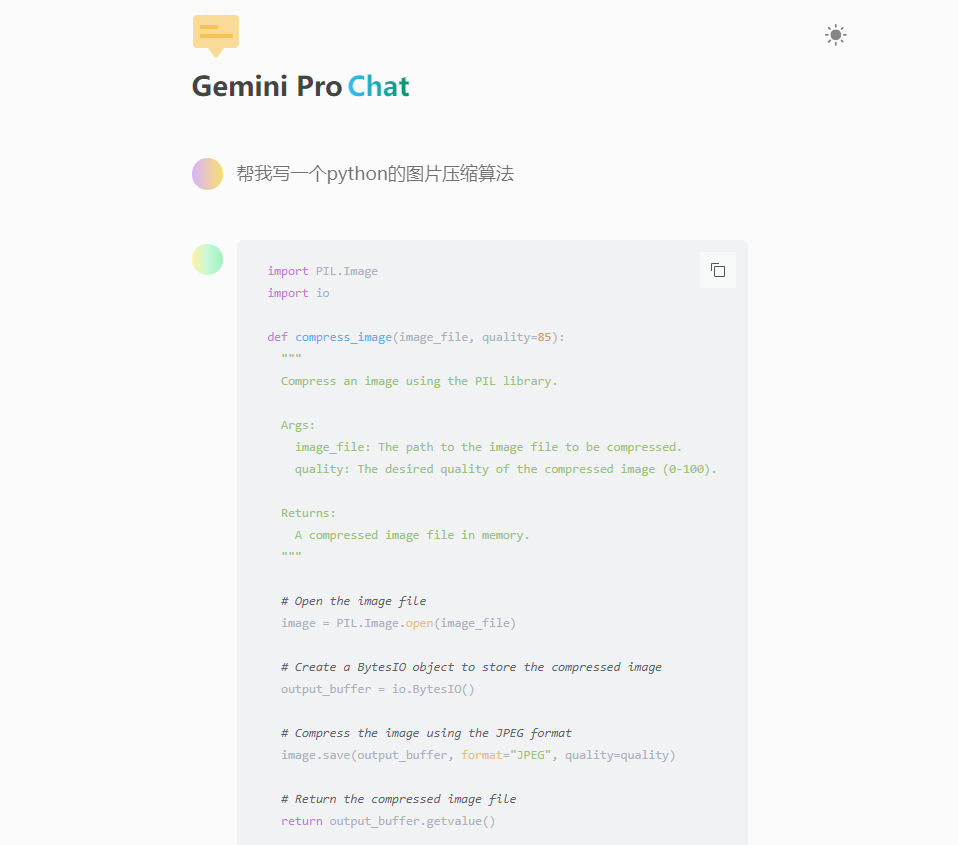 Gemini Pro Chat
帮我写一个python的图片压缩算法
import PIL.Image
import io
def compress_image(image_file, quality=85):
"""
Compress an image using the PIL library.
Args:
image_file: The path to the image file to be compressed.
quality: The desired quality of the compressed image (0-100).
Returns:
A compressed image file in memory.
"""
# Open the image file
image = PIL.Image.open(image_file)
# Create a BytesIO object to store the compressed image
output_buffer = io.BytesIO()
# Compress the image using the JPEG format
image.save(output_buffer, format="JPEG", quality=quality)
# Return the compressed image file
return output_buffer.getvalue()